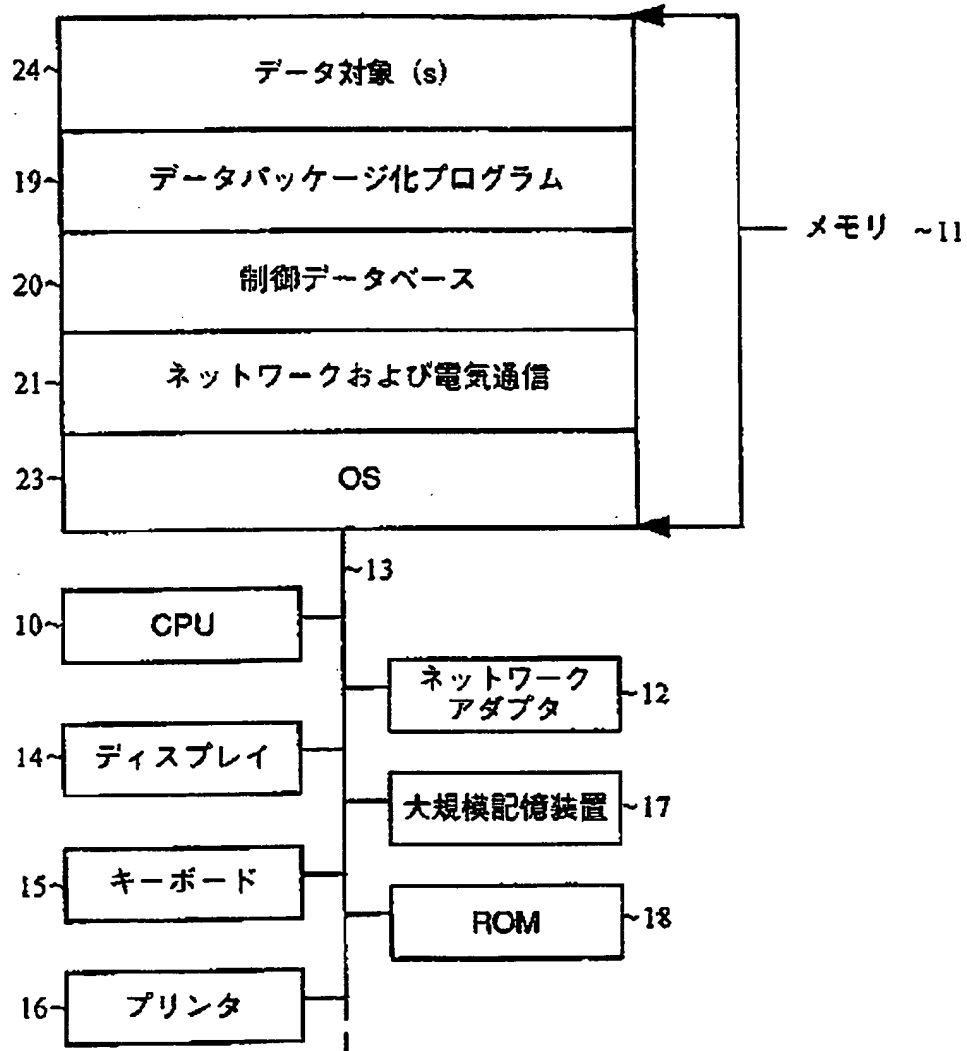 24~ データ対象 (s)
19~ データパッケージ化プログラム
メモリ ~11
20~ 制御データベース
21~ ネットワークおよび電気通信
23~ OS
~13
10~ CPU
ネットワーク
アダプタ ~12
14~ ディスプレイ
大規模記憶装置 ~17
15~ キーボード
ROM ~18
16~ プリンタ